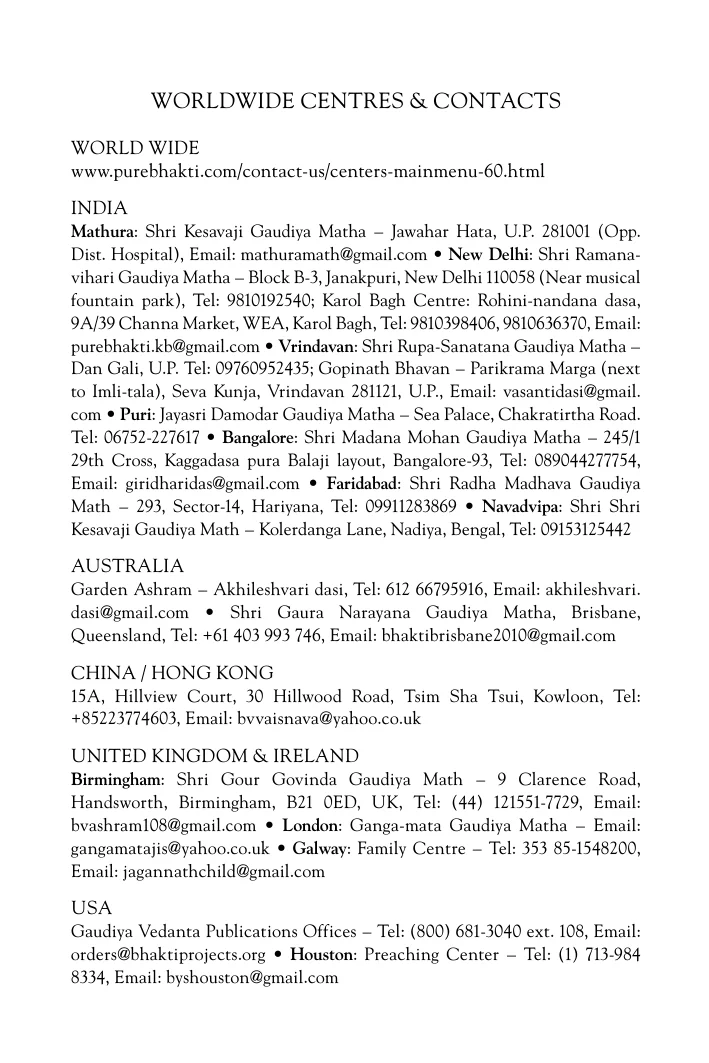 WORLDWIDE CENTRES & CONTACTS
WORLD WIDE
www.purebhakti.com/contact-us/centers-mainmenu-60.html
INDIA
Mathura: Shri Kesavaji Gaudiya Matha – Jawahar Hata, U.P. 281001 (Opp.
Dist. Hospital), Email: mathuramath@gmail.com • New Delhi: Shri Ramana-
vihari Gaudiya Matha – Block B-3, Janakpuri, New Delhi 110058 (Near musical
fountain park), Tel: 9810192540; Karol Bagh Centre: Rohini-nandana dasa,
9A/39 Channa Market, WEA, Karol Bagh, Tel: 9810398406, 9810636370, Email:
purebhakti.kb@gmail.com • Vrindavan: Shri Rupa-Sanatana Gaudiya Matha –
Dan Gali, U.P. Tel: 09760952435; Gopinath Bhavan – Parikrama Marga (next
to Imli-tala), Seva Kunja, Vrindavan 281121, U.P., Email: vasantidasi@gmail.
com • Puri: Jayasri Damodar Gaudiya Matha – Sea Palace, Chakratirtha Road.
Tel: 06752-227617 • Bangalore: Shri Madana Mohan Gaudiya Matha – 245/1
29th Cross, Kaggadasa pura Balaji layout, Bangalore-93, Tel: 089044277754,
Email: giridharidas@gmail.com • Faridabad: Shri Radha Madhava Gaudiya
Math – 293, Sector-14, Hariyana, Tel: 09911283869 • Navadvipa: Shri Shri
Kesavaji Gaudiya Math – Kolerdanga Lane, Nadiya, Bengal, Tel: 09153125442
AUSTRALIA
Garden Ashram – Akhileshvari dasi, Tel: 612 66795916, Email: akhileshvari.
dasi@gmail.com • Shri Gaura Narayana Gaudiya Matha, Brisbane,
Queensland, Tel: +61 403 993 746, Email: bhaktibrisbane2010@gmail.com
CHINA / HONG KONG
15A, Hillview Court, 30 Hillwood Road, Tsim Sha Tsui, Kowloon, Tel:
+85223774603, Email: bvvaisnava@yahoo.co.uk
UNITED KINGDOM & IRELAND
Birmingham: Shri Gour Govinda Gaudiya Math – 9 Clarence Road,
Handsworth, Birmingham, B21 0ED, UK, Tel: (44) 121551-7729, Email:
bvashram108@gmail.com • London: Ganga-mata Gaudiya Matha – Email:
gangamatajis@yahoo.co.uk • Galway: Family Centre – Tel: 353 85-1548200,
Email: jagannathchild@gmail.com
USA
Gaudiya Vedanta Publications Offices – Tel: (800) 681-3040 ext. 108, Email:
orders@bhaktiprojects.org • Houston: Preaching Center – Tel: (1) 713-984
8334, Email: byshouston@gmail.com